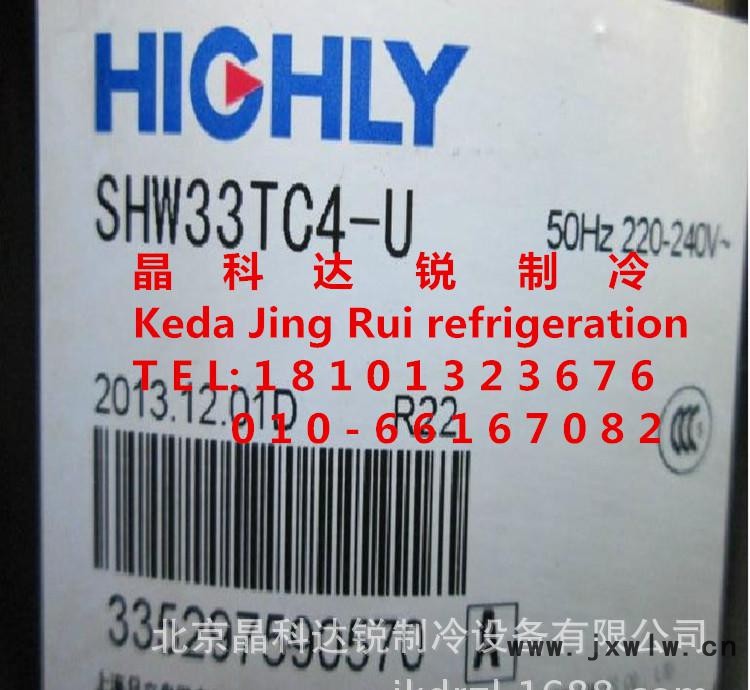 HIGHLY
SHW33TC4-U
50Hz 220-240V~
晶科达锐制冷
Keda Jing Rui refrigeration
TEL:18101323676
2013.12.01D R22
010-66167082
A
北京晶科达锐制冷设备有限公司
www.jxwlw.cn